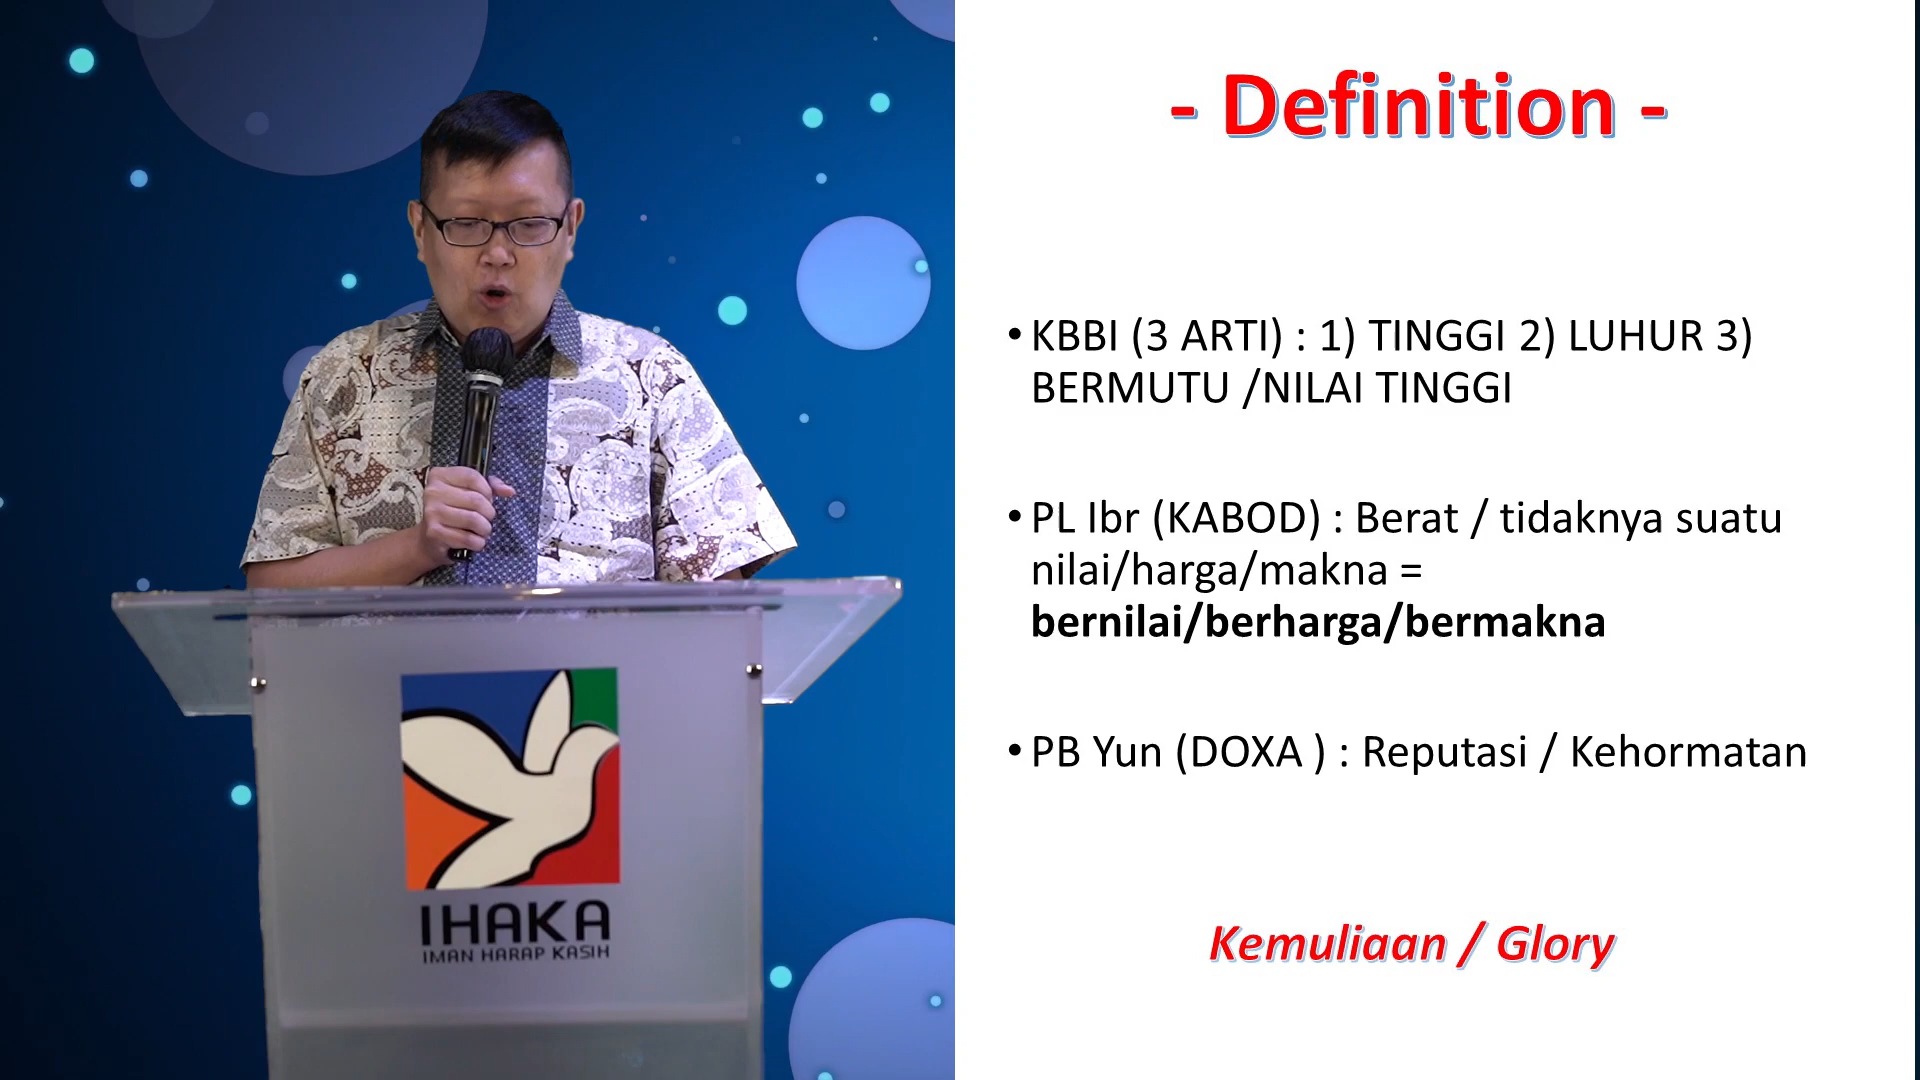 - Definition -
• KBBI (3 ARTI) : 1) TINGGI 2) LUHUR 3)
BERMUTU /NILAI TINGGI
• PL Ibr (KABOD) : Berat / tidaknya suatu
nilai/harga/makna =
bernilai/berharga/bermakna
• PB Yun (DOXA ) : Reputasi / Kehormatan
Kemuliaan / Glory
IHAKA
IMAN HARAP KASIH